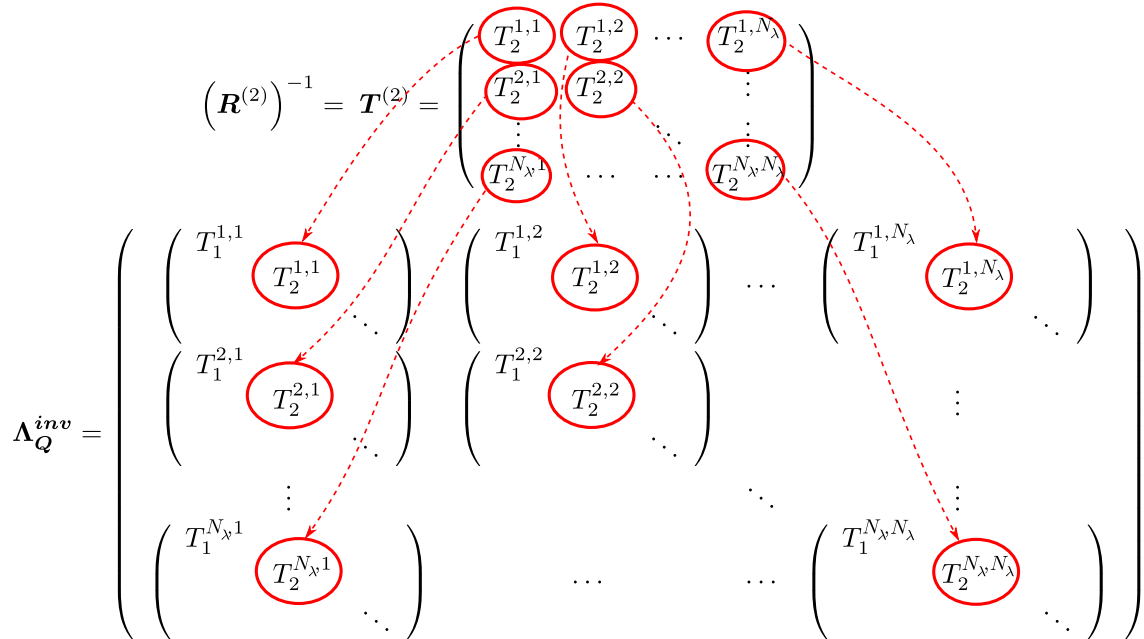 T_2^{1,1} T_2^{1,2} ⋯ T_2^{1,N_λ}
(R^{(2)})^{-1} = T^{(2)} = ( T_2^{2,1} T_2^{2,2} ⋮ )
⋮ ⋱ ⋮
T_2^{N_λ,1} ⋯ ⋯ T_2^{N_λ,N_λ}
( T_1^{1,1} T_2^{1,1} ⋱ ) ( T_1^{1,2} T_2^{1,2} ⋱ ) ⋯ ( T_1^{1,N_λ} T_2^{1,N_λ} ⋱ )
( T_1^{2,1} T_2^{2,1} ⋱ ) ( T_1^{2,2} T_2^{2,2} ⋱ ) ⋮
Λ_Q^{inv} =
⋮ ⋱ ⋮
( T_1^{N_λ,1} T_2^{N_λ,1} ⋱ ) ⋯ ⋯ ( T_1^{N_λ,N_λ} T_2^{N_λ,N_λ} ⋱ )